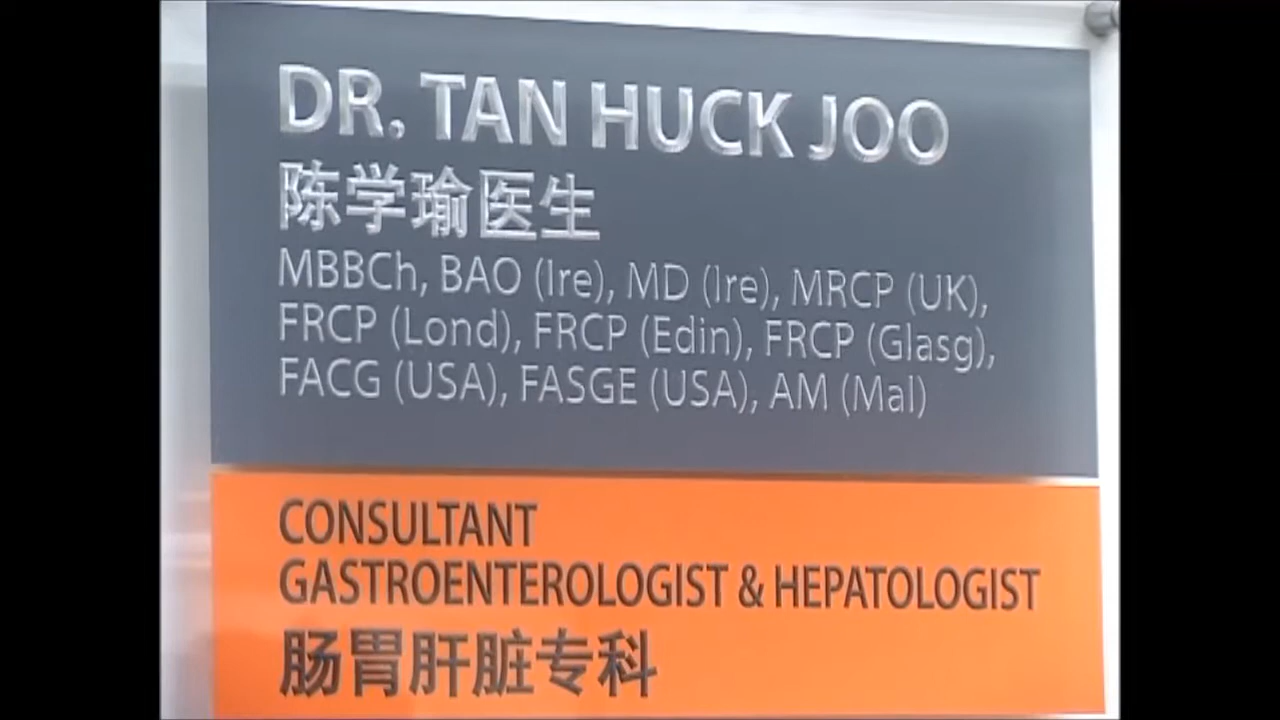 DR. TAN HUCK JOO
陈学瑜医生
MBBCh, BAO (Ire), MD (Ire), MRCP (UK),
FRCP (Lond), FRCP (Edin), FRCP (Glasg),
FACG (USA), FASGE (USA), AM (Mal)
CONSULTANT
GASTROENTEROLOGIST & HEPATOLOGIST
肠胃肝脏专科